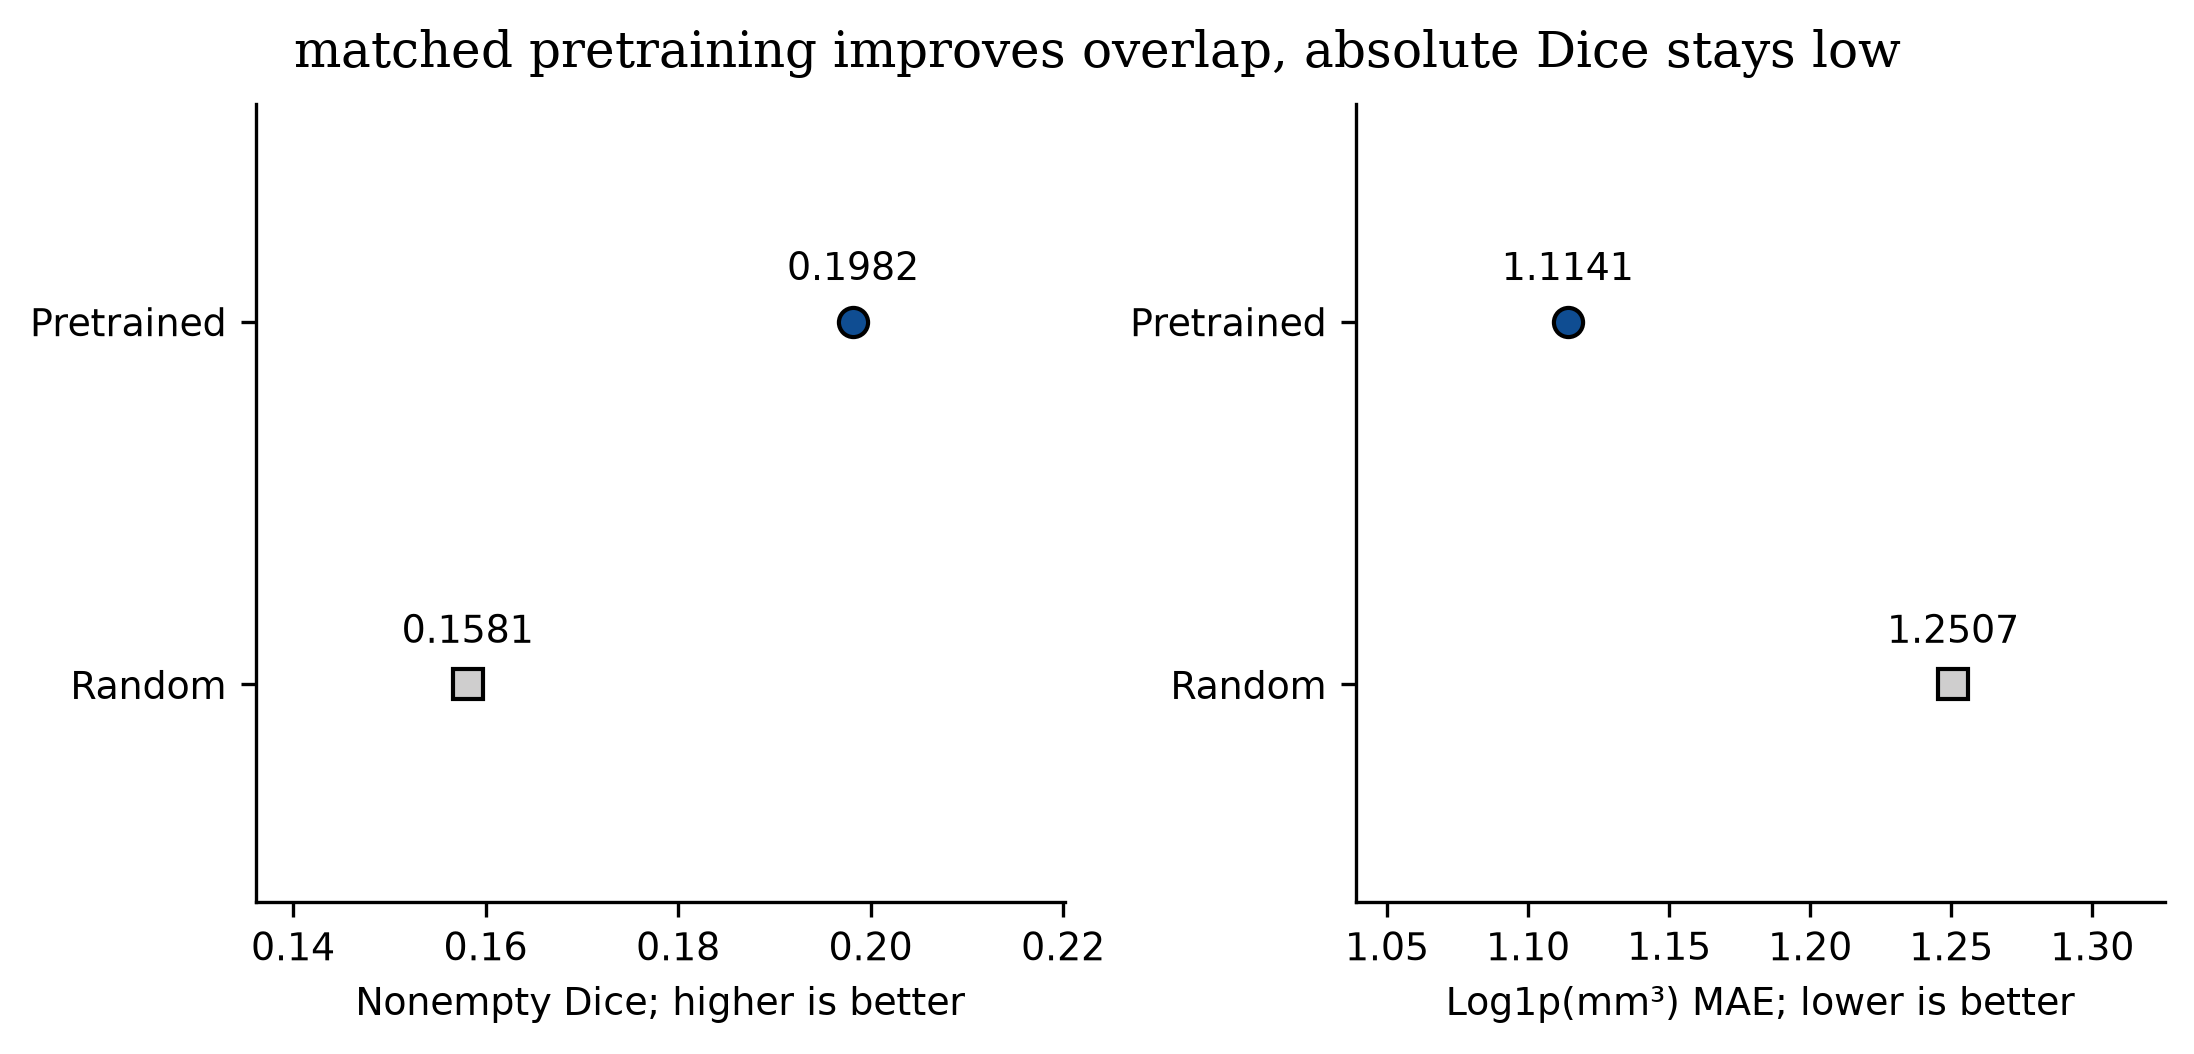 matched pretraining improves overlap, absolute Dice stays low
0.1982
Pretrained
0.1581
Random
0.14 0.16 0.18 0.20 0.22
Nonempty Dice; higher is better
1.1141
Pretrained
1.2507
Random
1.05 1.10 1.15 1.20 1.25 1.30
Log1p(mm³) MAE; lower is better